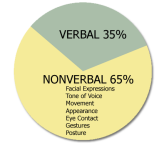 VERBAL 35%
NONVERBAL 65%
Facial Expressions
Tone of Voice
Movement
Appearance
Eye Contact
Gestures
Posture